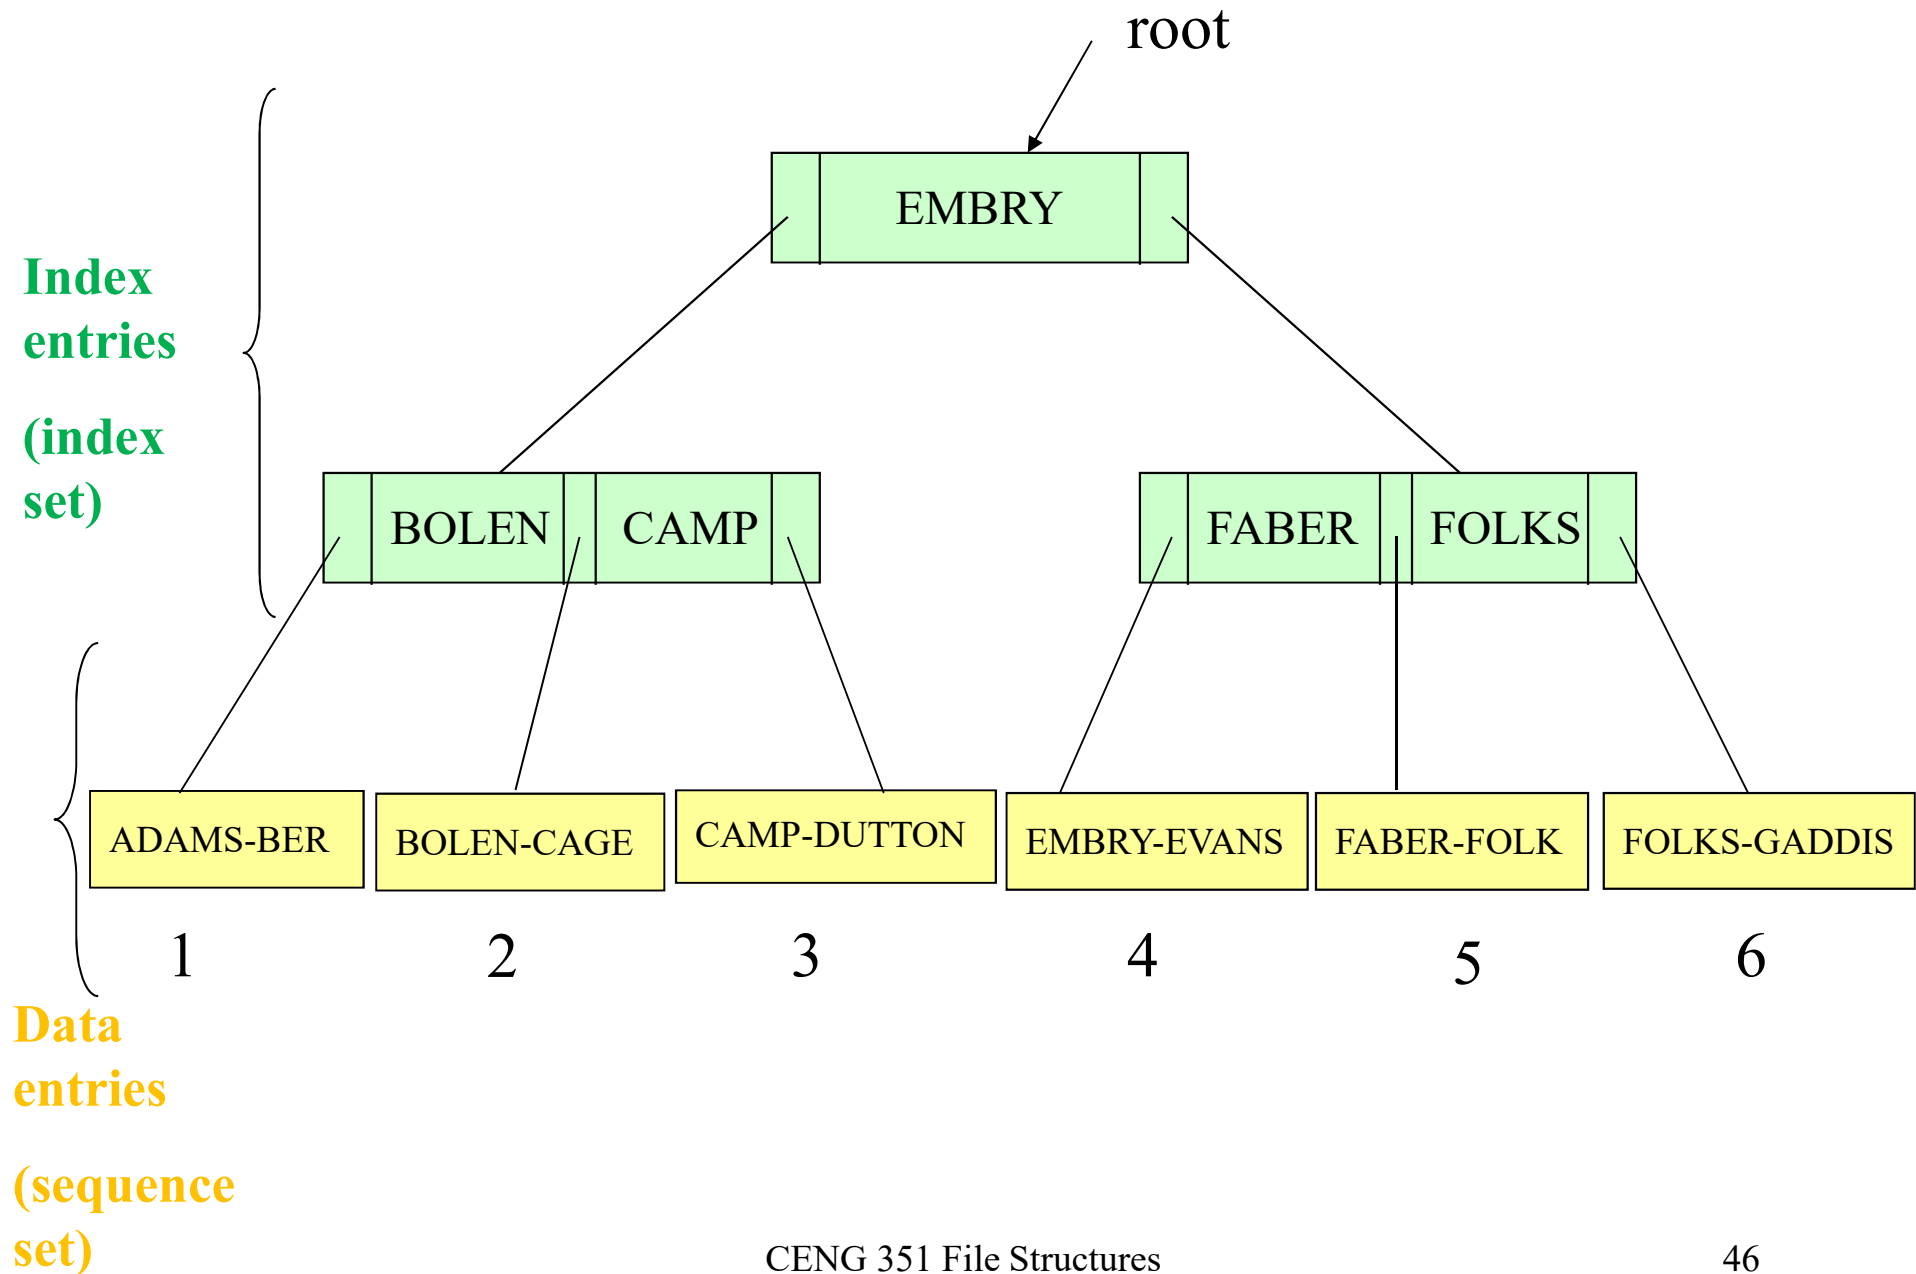 root
EMBRY
Index
entries
(index
set)
BOLEN CAMP FABER FOLKS
ADAMS-BER BOLEN-CAGE CAMP-DUTTON EMBRY-EVANS FABER-FOLK FOLKS-GADDIS
1 2 3 4 5 6
Data
entries
(sequence
set)
CENG 351 File Structures 46